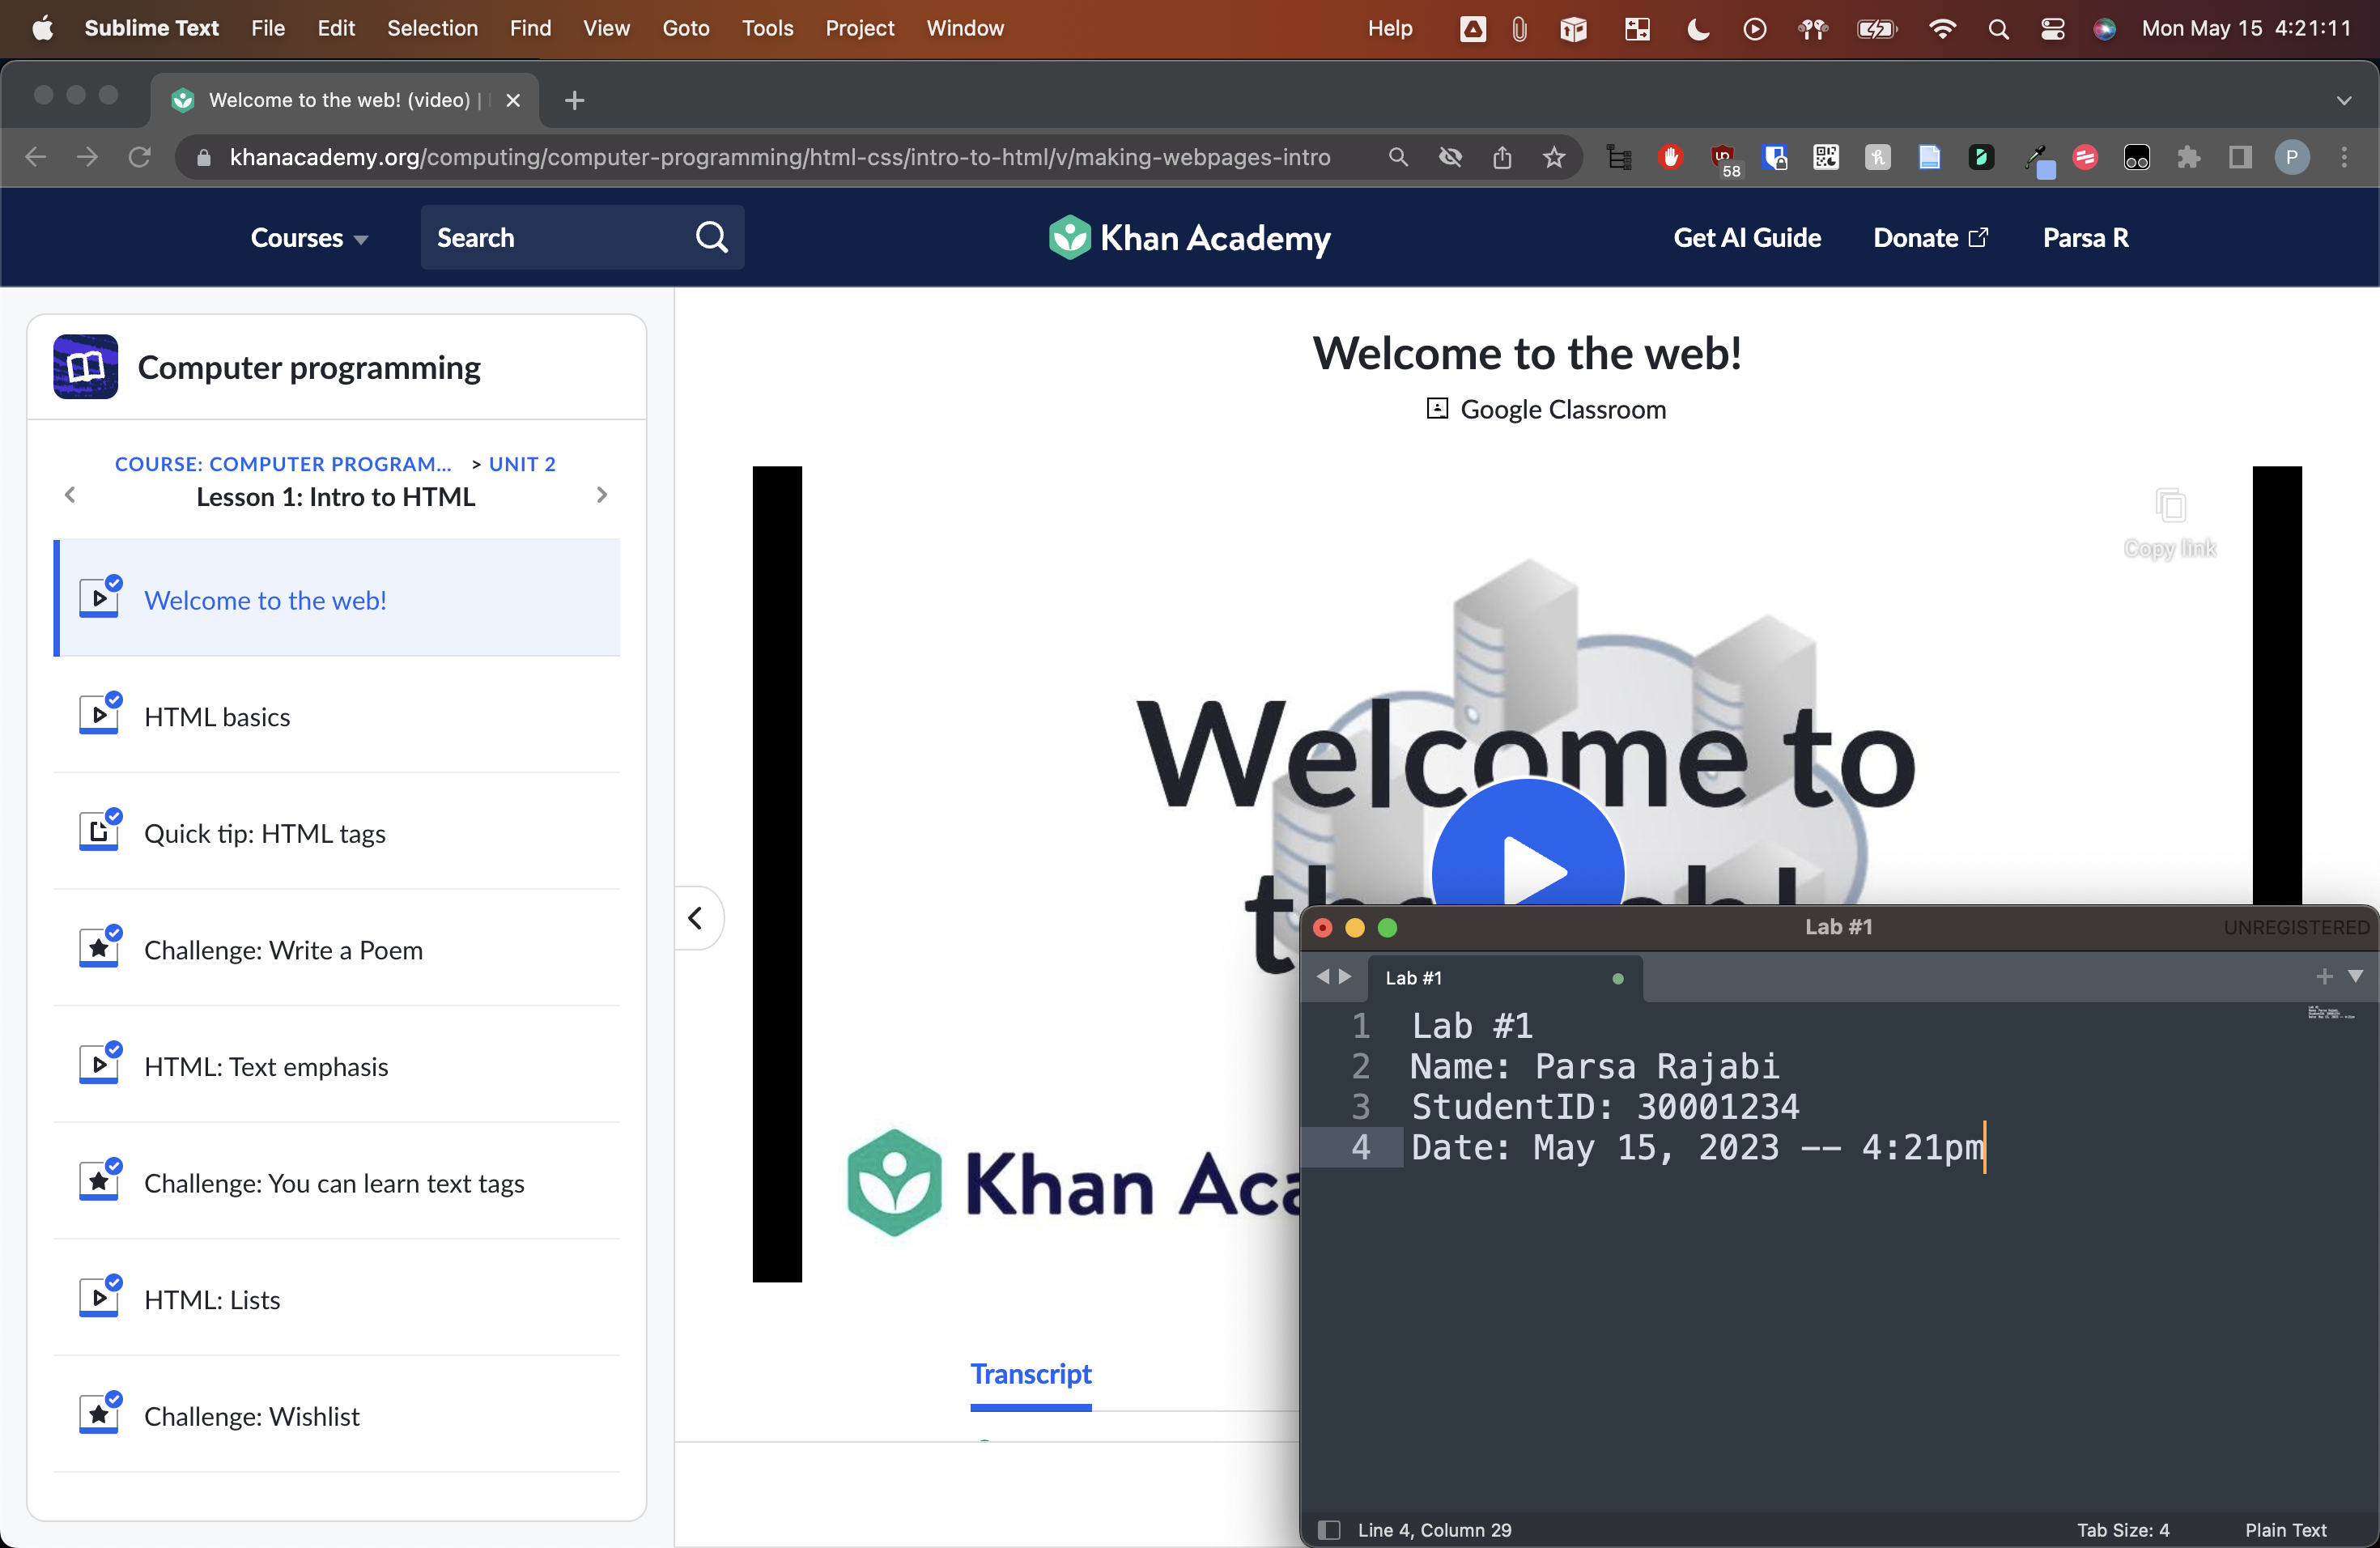 Sublime Text File Edit Selection Find View Goto Tools Project Window Help Mon May 15 4:21:11
Welcome to the web! (video) |
khanacademy.org/computing/computer-programming/html-css/intro-to-html/v/making-webpages-intro
58
P
Courses
Search
Khan Academy
Get AI Guide
Donate
Parsa R
Computer programming
COURSE: COMPUTER PROGRAM... > UNIT 2
Lesson 1: Intro to HTML
Welcome to the web!
HTML basics
Quick tip: HTML tags
Challenge: Write a Poem
HTML: Text emphasis
Challenge: You can learn text tags
HTML: Lists
Challenge: Wishlist
Welcome to the web!
Google Classroom
Copy link
Welcome to
Khan Aca
Transcript
Lab #1
UNREGISTERED
Lab #1
1 Lab #1
2 Name: Parsa Rajabi
3 StudentID: 30001234
4 Date: May 15, 2023 -- 4:21pm
Line 4, Column 29
Tab Size: 4
Plain Text